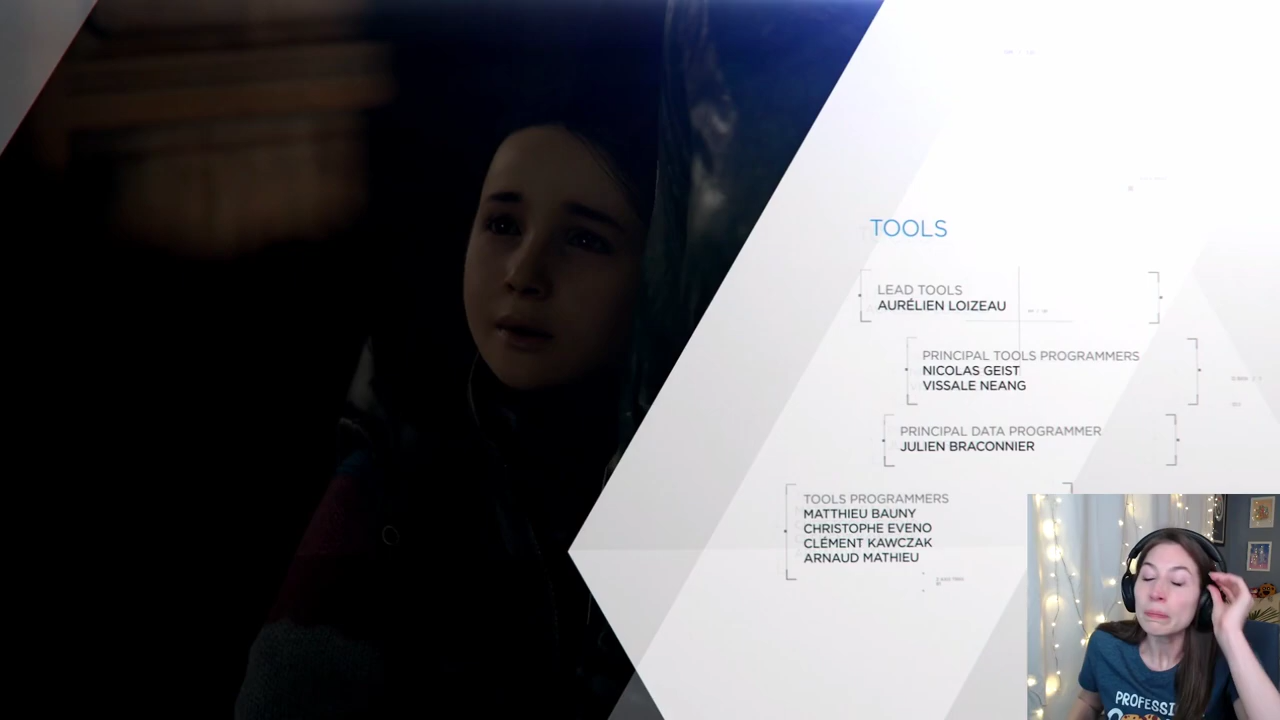 TOOLS
LEAD TOOLS
AURÉLIEN LOIZEAU
PRINCIPAL TOOLS PROGRAMMERS
NICOLAS GEIST
VISSALE NEANG
PRINCIPAL DATA PROGRAMMER
JULIEN BRACONNIER
TOOLS PROGRAMMERS
MATTHIEU BAUNY
CHRISTOPHE EVENO
CLÉMENT KAWCZAK
ARNAUD MATHIEU
PROFESSI